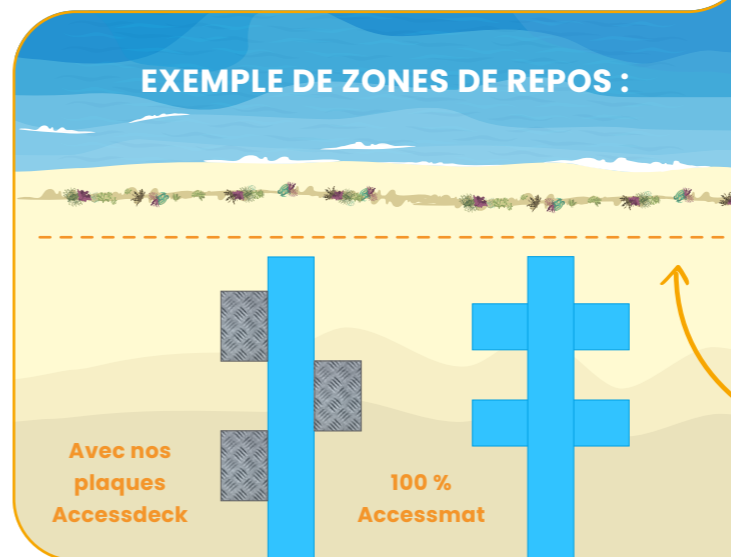 EXEMPLE DE ZONES DE REPOS :
Avec nos
plaques
Accessdeck
100 %
Accessmat